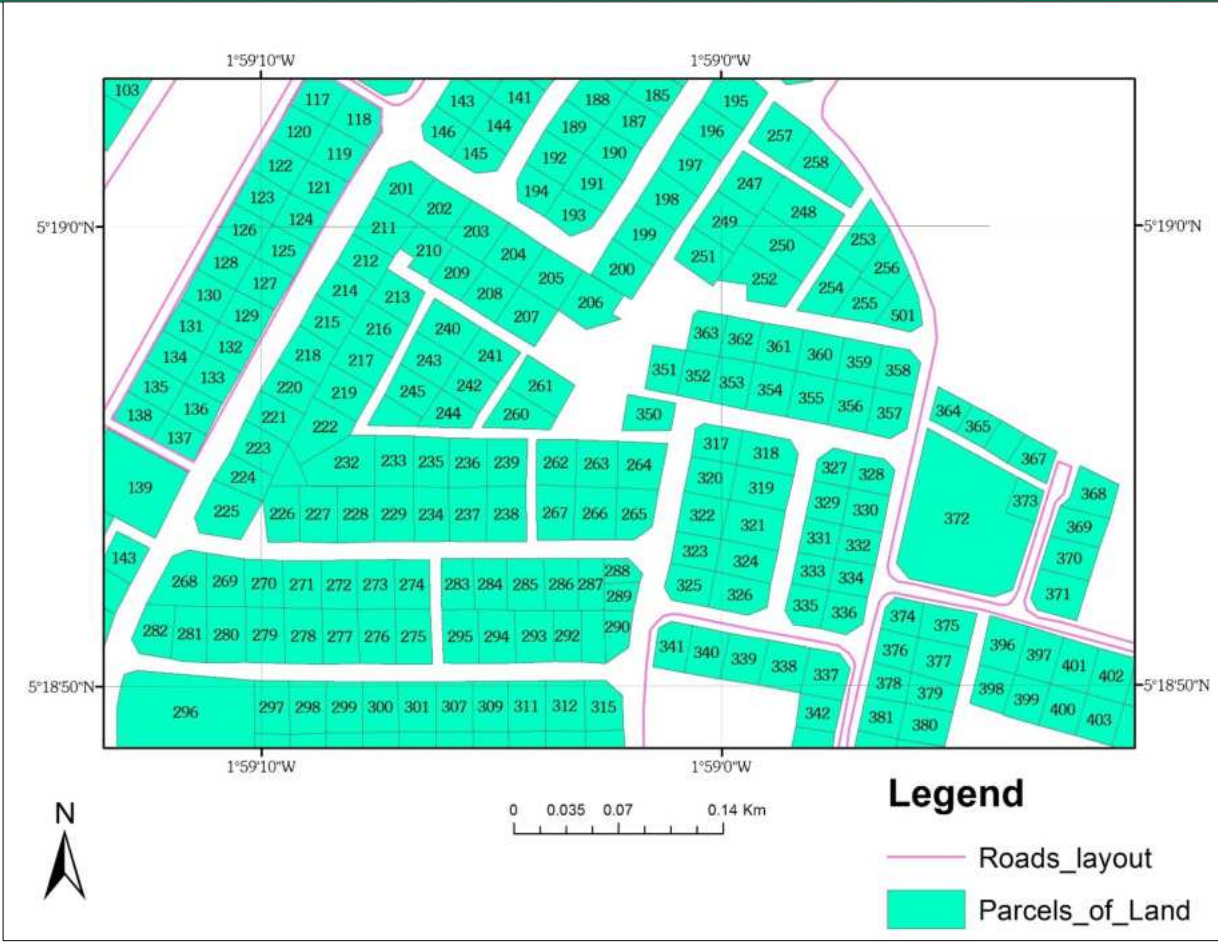 1°59'10"W 1°59'0"W
103 117 118 143 141 188 185 195
120 119 146 144 189 187 196 257
122 121 145 192 190 197 258
123 124 201 194 191 198 247
5°19'0"N 126 125 211 202 193 199 249 248 5°19'0"N
128 127 212 210 203 204 200 251 250 253
130 129 214 213 209 208 205 206 252 254 256
131 132 215 216 240 207 255 501
134 133 218 217 243 241 363 362 361 360 359 358
135 136 220 219 245 242 261 351 352 353 354 355 356 357
138 137 221 222 244 260 350 364 365
139 223 232 233 235 236 239 262 263 264 317 318 327 328 367
224 320 319 329 330 372 373 368
225 226 227 228 229 234 237 238 267 266 265 322 321 331 332 369
143 268 269 270 271 272 273 274 283 284 285 286 287 288 323 324 333 334 370
289 325 326 335 336 371
282 281 280 279 278 277 276 275 295 294 293 292 290 374 375
341 340 339 338 337 376 377 396 397 401 402
5°18'50"N 378 379 398 399 400 403 5°18'50"N
296 297 298 299 300 301 307 309 311 312 315 342 381 380
1°59'10"W 1°59'0"W
N
0 0.035 0.07 0.14 Km
Legend
Roads_layout
Parcels_of_Land